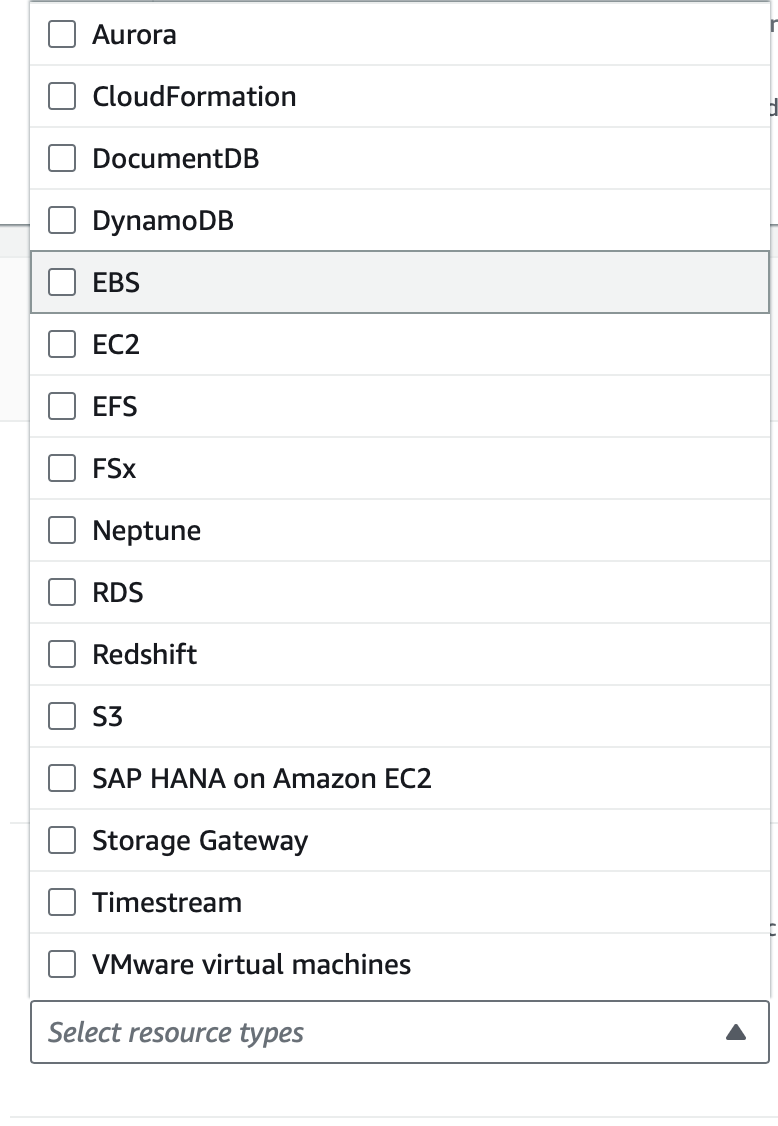 Aurora
CloudFormation
DocumentDB
DynamoDB
EBS
EC2
EFS
FSx
Neptune
RDS
Redshift
S3
SAP HANA on Amazon EC2
Storage Gateway
Timestream
VMware virtual machines
Select resource types